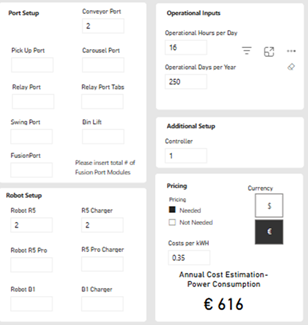 Port Setup
Conveyor Port
2
Pick Up Port
Carousel Port
Relay Port
Relay Port Tabs
Swing Port
Bin Lift
FusionPort
Please insert total # of
Fusion Port Modules
Robot Setup
Robot R5
R5 Charger
2
2
Robot R5 Pro
R5 Pro Charger
Robot B1
B1 Charger
Operational Inputs
Operational Hours per Day
16
Operational Days per Year
250
Additional Setup
Controller
1
Pricing
Pricing
Needed
Not Needed
Currency
$
€
Costs per kWH
0.35
Annual Cost Estimation-
Power Consumption
€ 616